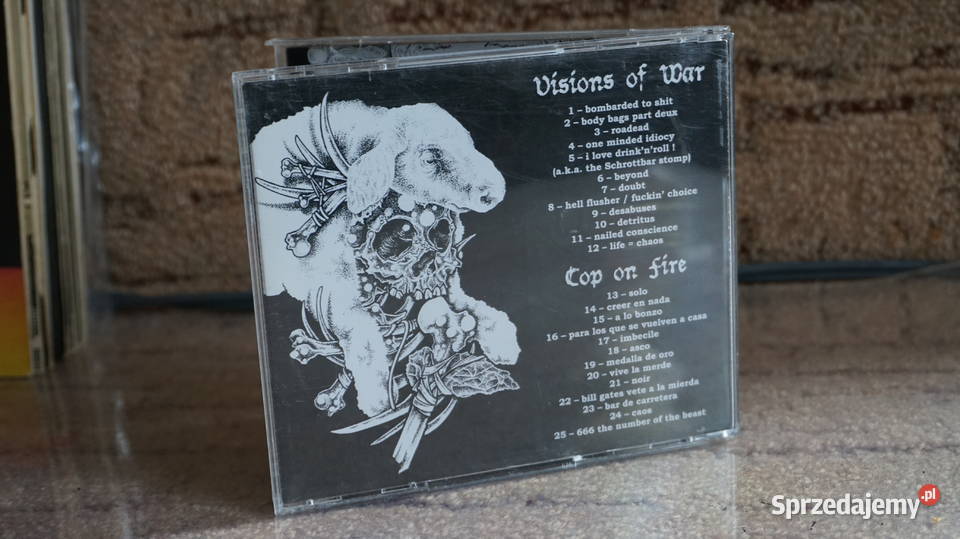 Visions of War
1 – bombarded to shit
2 – body bags part deux
3 – roadead
4 – one minded idiocy
5 – i love drink'n'roll !
(a.k.a. the Schrottbar stomp)
6 – beyond
7 – doubt
8 – hell flusher / fuckin' choice
9 – desabuses
10 – detritus
11 – nailed conscience
12 – life = chaos
Cop on Fire
13 – solo
14 – creer en nada
15 – a lo bonzo
16 – para los que se vuelven a casa
17 – imbecile
18 – asco
19 – medalla de oro
20 – vive la merde
21 – noir
22 – bill gates vete a la mierda
23 – bar de carretera
24 – caos
25 – 666 the number of the beast
Sprzedajemy.pl